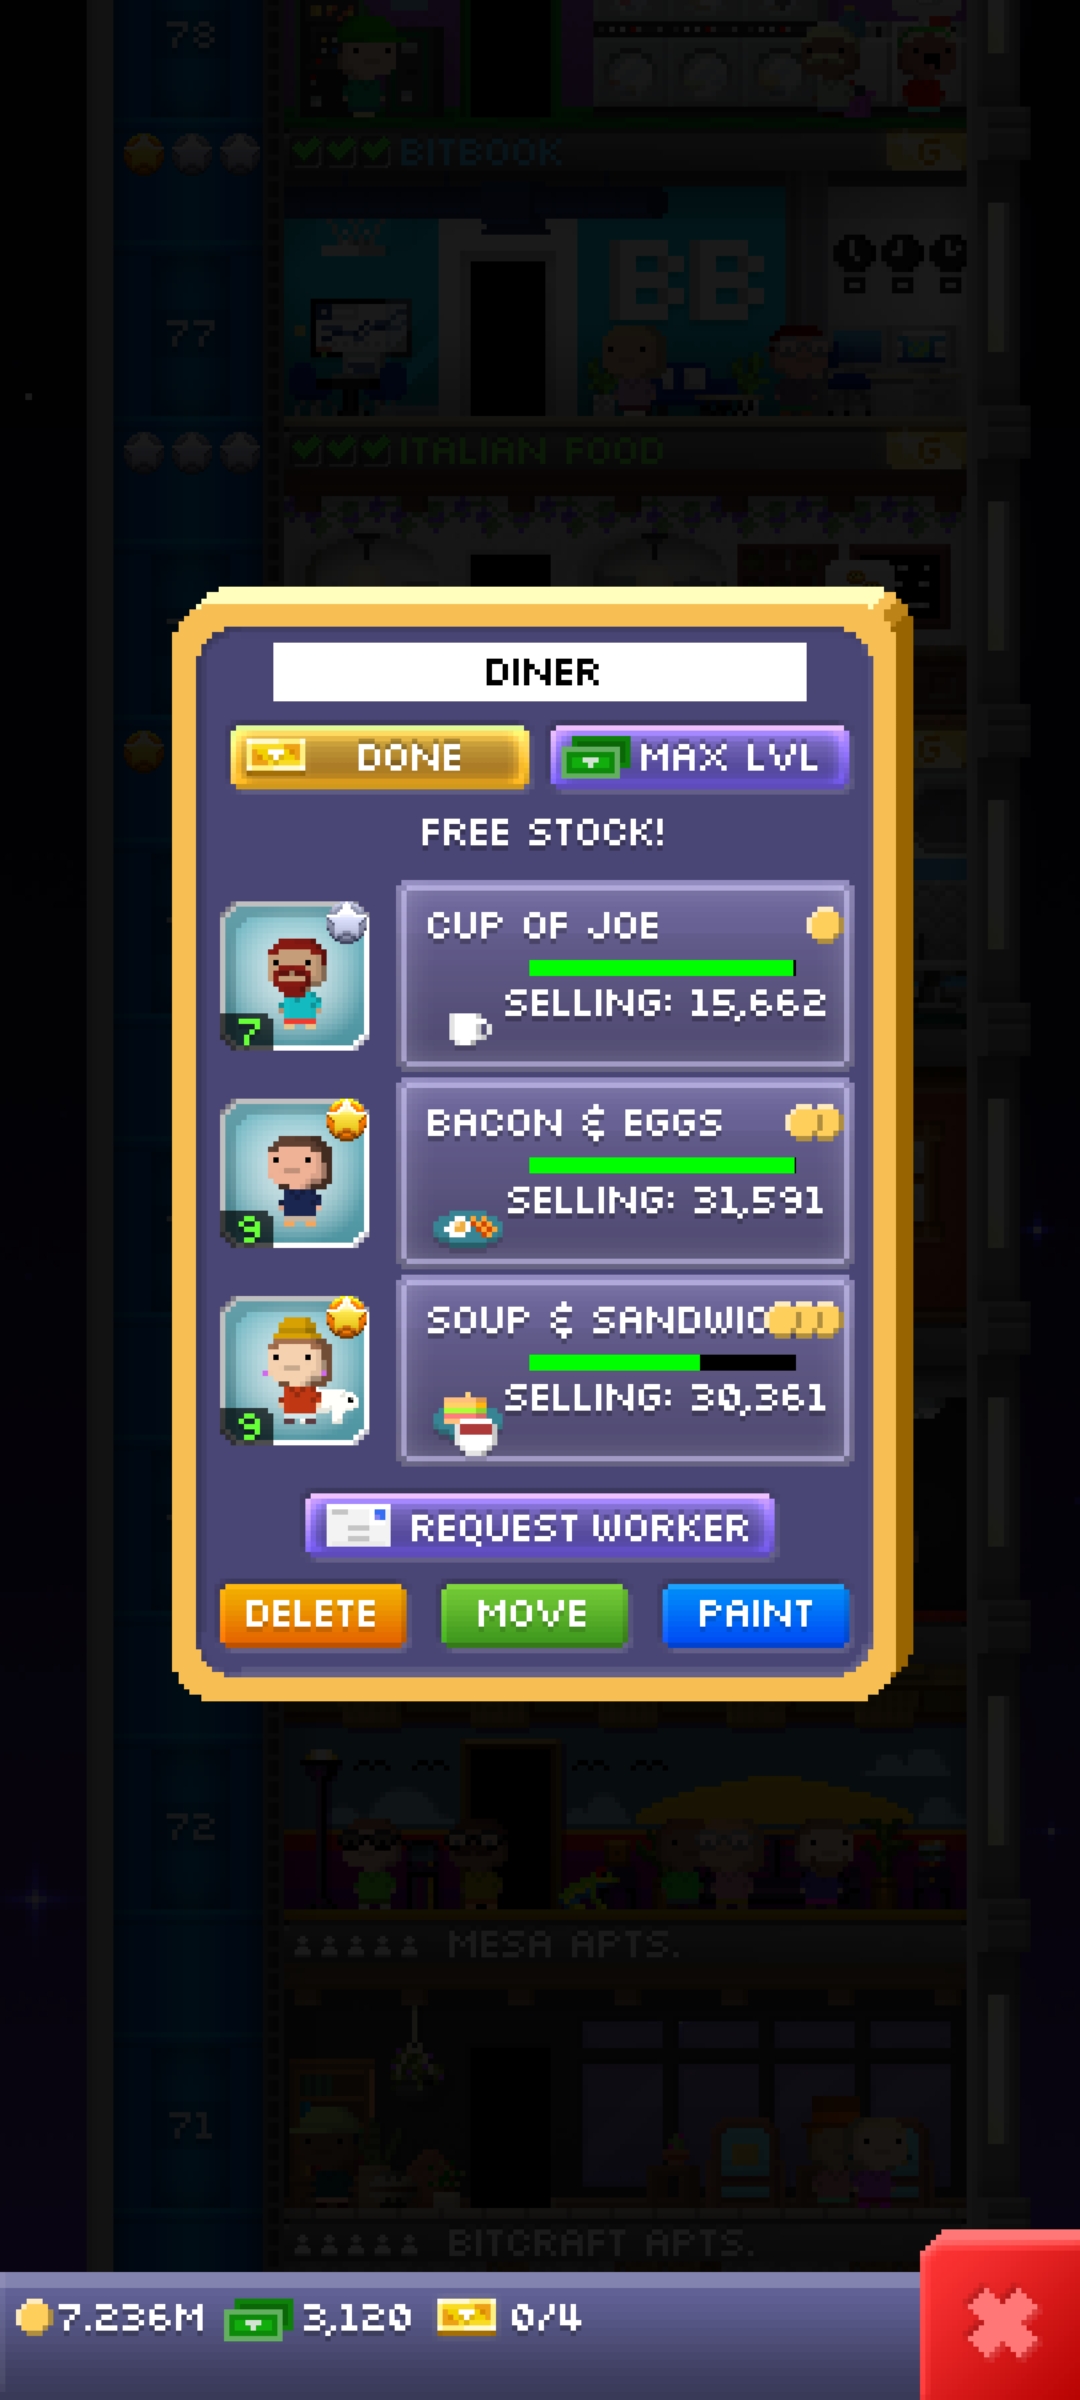 78
BITBOOK
G
BB
77
ITALIAN FOOD
G
DINER
G
DONE
MAX LVL
FREE STOCK!
CUP OF JOE
SELLING: 15,662
7
BACON & EGGS
SELLING: 31,591
9
SOUP & SANDWIC
SELLING: 30,361
9
REQUEST WORKER
DELETE
MOVE
PAINT
72
MESA APTS.
71
BITCRAFT APTS.
7.236M
3,120
0/4